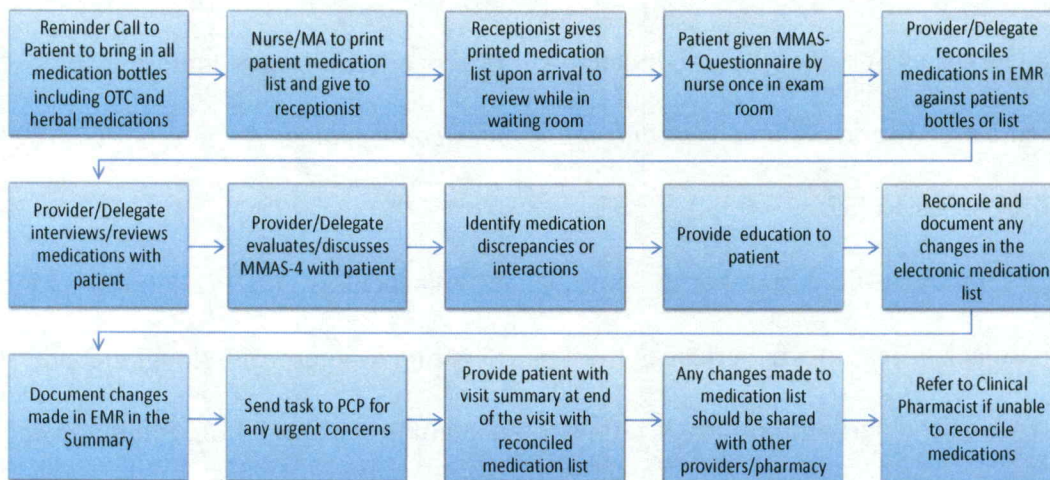 Reminder Call to
Patient to bring in all
medication bottles
including OTC and
herbal medications
Nurse/MA to print
patient medication
list and give to
receptionist
Receptionist gives
printed medication
list upon arrival to
review while in
waiting room
Patient given MMAS-
4 Questionnaire by
nurse once in exam
room
Provider/Delegate
reconciles
medications in EMR
against patients
bottles or list
Provider/Delegate
interviews/reviews
medications with
patient
Provider/Delegate
evaluates/discusses
MMAS-4 with patient
Identify medication
discrepancies or
interactions
Provide education to
patient
Reconcile and
document any
changes in the
electronic medication
list
Document changes
made in EMR in the
Summary
Send task to PCP for
any urgent concerns
Provide patient with
visit summary at end
of the visit with
reconciled
medication list
Any changes made to
medication list
should be shared
with other
providers/pharmacy
Refer to Clinical
Pharmacist if unable
to reconcile
medications